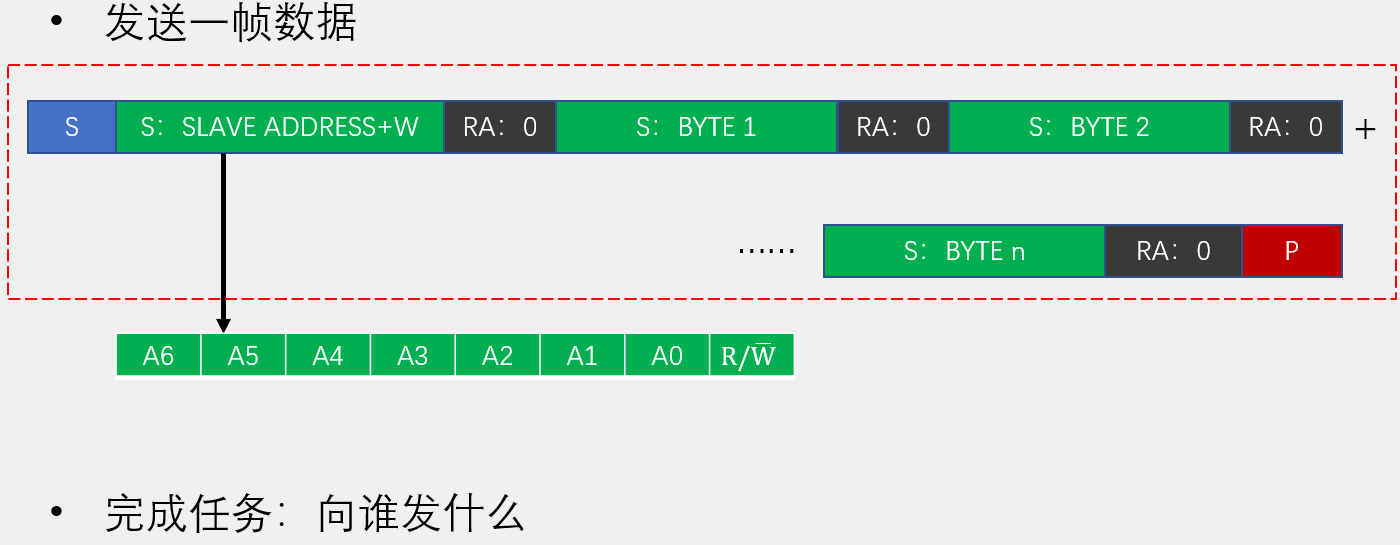 • 发送一帧数据
S S：SLAVE ADDRESS+W RA：0 S：BYTE 1 RA：0 S：BYTE 2 RA：0 +
…… S：BYTE n RA：0 P
A6 A5 A4 A3 A2 A1 A0 R/W̅
• 完成任务：向谁发什么